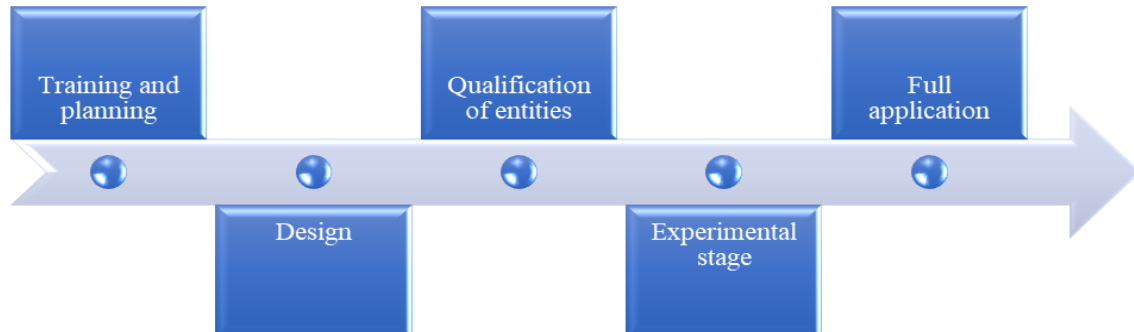 Training and
planning
Design
Qualification
of entities
Experimental
stage
Full
application